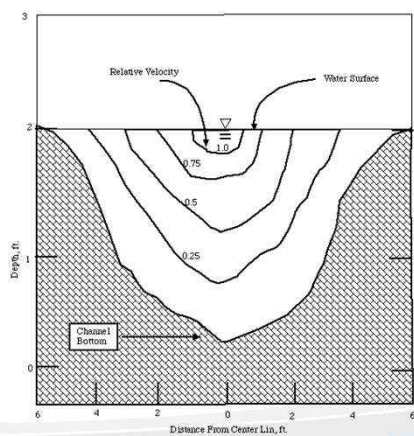 3
Relative Velocity
Water Surface
2
1.0
0.75
0.5
Depth, ft.
1
0.25
Channel
Bottom
0
6 4 2 0 2 4 6
Distance From Center Lin, ft.